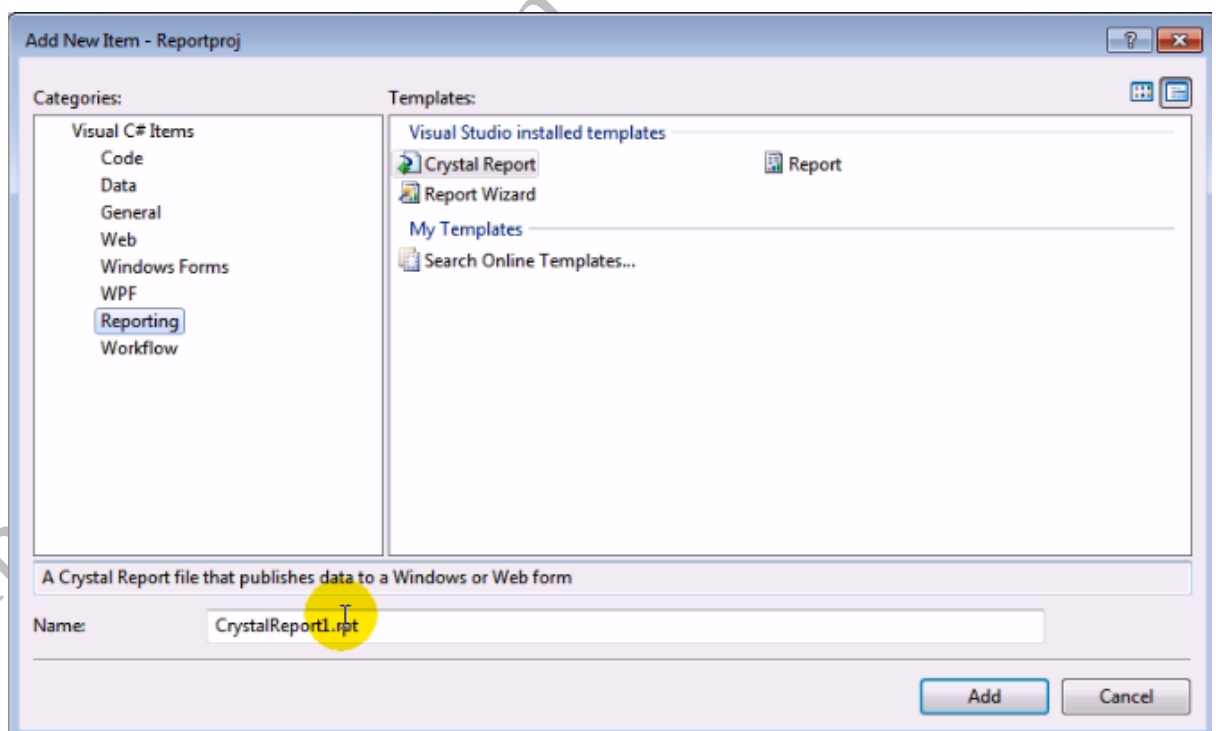 Add New Item - Reportproj
Categories:
Templates:
Visual C# Items
Code
Data
General
Web
Windows Forms
WPF
Reporting
Workflow
Visual Studio installed templates
Crystal Report
Report
Report Wizard
My Templates
Search Online Templates...
A Crystal Report file that publishes data to a Windows or Web form
Name:
CrystalReport1.rpt
Add
Cancel